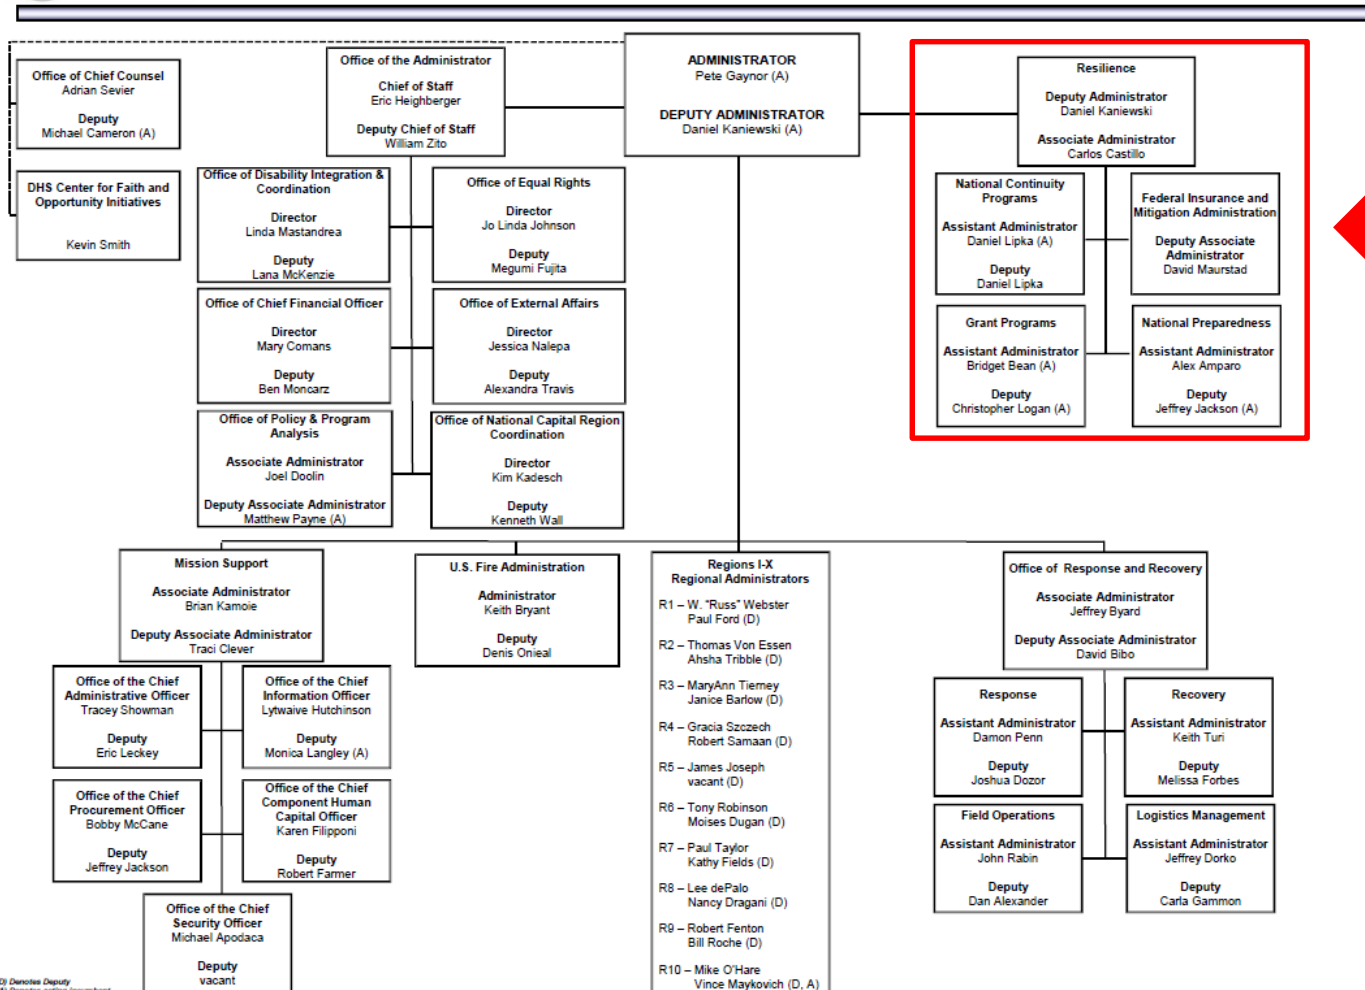 Office of Chief Counsel
Adrian Sevier
Deputy
Michael Cameron (A)
DHS Center for Faith and
Opportunity Initiatives
Kevin Smith
Office of the Administrator
Chief of Staff
Eric Heighberger
Deputy Chief of Staff
William Zito
ADMINISTRATOR
Pete Gaynor (A)
DEPUTY ADMINISTRATOR
Daniel Kaniewski (A)
Resilience
Deputy Administrator
Daniel Kaniewski
Associate Administrator
Carlos Castillo
National Continuity
Programs
Assistant Administrator
Daniel Lipka (A)
Deputy
Daniel Lipka
Federal Insurance and
Mitigation Administration
Deputy Associate
Administrator
David Maurstad
Grant Programs
Assistant Administrator
Bridget Bean (A)
Deputy
Christopher Logan (A)
National Preparedness
Assistant Administrator
Alex Amparo
Deputy
Jeffrey Jackson (A)
Office of Disability Integration &
Coordination
Director
Linda Mastandrea
Deputy
Lana McKenzie
Office of Equal Rights
Director
Jo Linda Johnson
Deputy
Megumi Fujita
Office of Chief Financial Officer
Director
Mary Comans
Deputy
Ben Moncarz
Office of External Affairs
Director
Jessica Nalepa
Deputy
Alexandra Travis
Office of Policy & Program
Analysis
Associate Administrator
Joel Doolin
Deputy Associate Administrator
Matthew Payne (A)
Office of National Capital Region
Coordination
Director
Kim Kadesch
Deputy
Kenneth Wall
Mission Support
Associate Administrator
Brian Kamoie
Deputy Associate Administrator
Traci Clever
Office of the Chief
Administrative Officer
Tracey Showman
Deputy
Eric Leckey
Office of the Chief
Information Officer
Lytwaive Hutchinson
Deputy
Monica Langley (A)
Office of the Chief
Procurement Officer
Bobby McCane
Deputy
Jeffrey Jackson
Office of the Chief
Component Human
Capital Officer
Karen Filipponi
Deputy
Robert Farmer
Office of the Chief
Security Officer
Michael Apodaca
Deputy
vacant
U.S. Fire Administration
Administrator
Keith Bryant
Deputy
Denis Onieal
Regions I-X
Regional Administrators
R1 – W. "Russ" Webster
Paul Ford (D)
R2 – Thomas Von Essen
Ahsha Tribble (D)
R3 – MaryAnn Tierney
Janice Barlow (D)
R4 – Gracia Szczech
Robert Samaan (D)
R5 – James Joseph
vacant (D)
R6 – Tony Robinson
Moises Dugan (D)
R7 – Paul Taylor
Kathy Fields (D)
R8 – Lee dePalo
Nancy Dragani (D)
R9 – Robert Fenton
Bill Roche (D)
R10 – Mike O'Hare
Vince Maykovich (D, A)
Office of Response and Recovery
Associate Administrator
Jeffrey Byard
Deputy Associate Administrator
David Bibo
Response
Assistant Administrator
Damon Penn
Deputy
Joshua Dozor
Recovery
Assistant Administrator
Keith Turi
Deputy
Melissa Forbes
Field Operations
Assistant Administrator
John Rabin
Deputy
Dan Alexander
Logistics Management
Assistant Administrator
Jeffrey Dorko
Deputy
Carla Gammon
D) Denotes Deputy